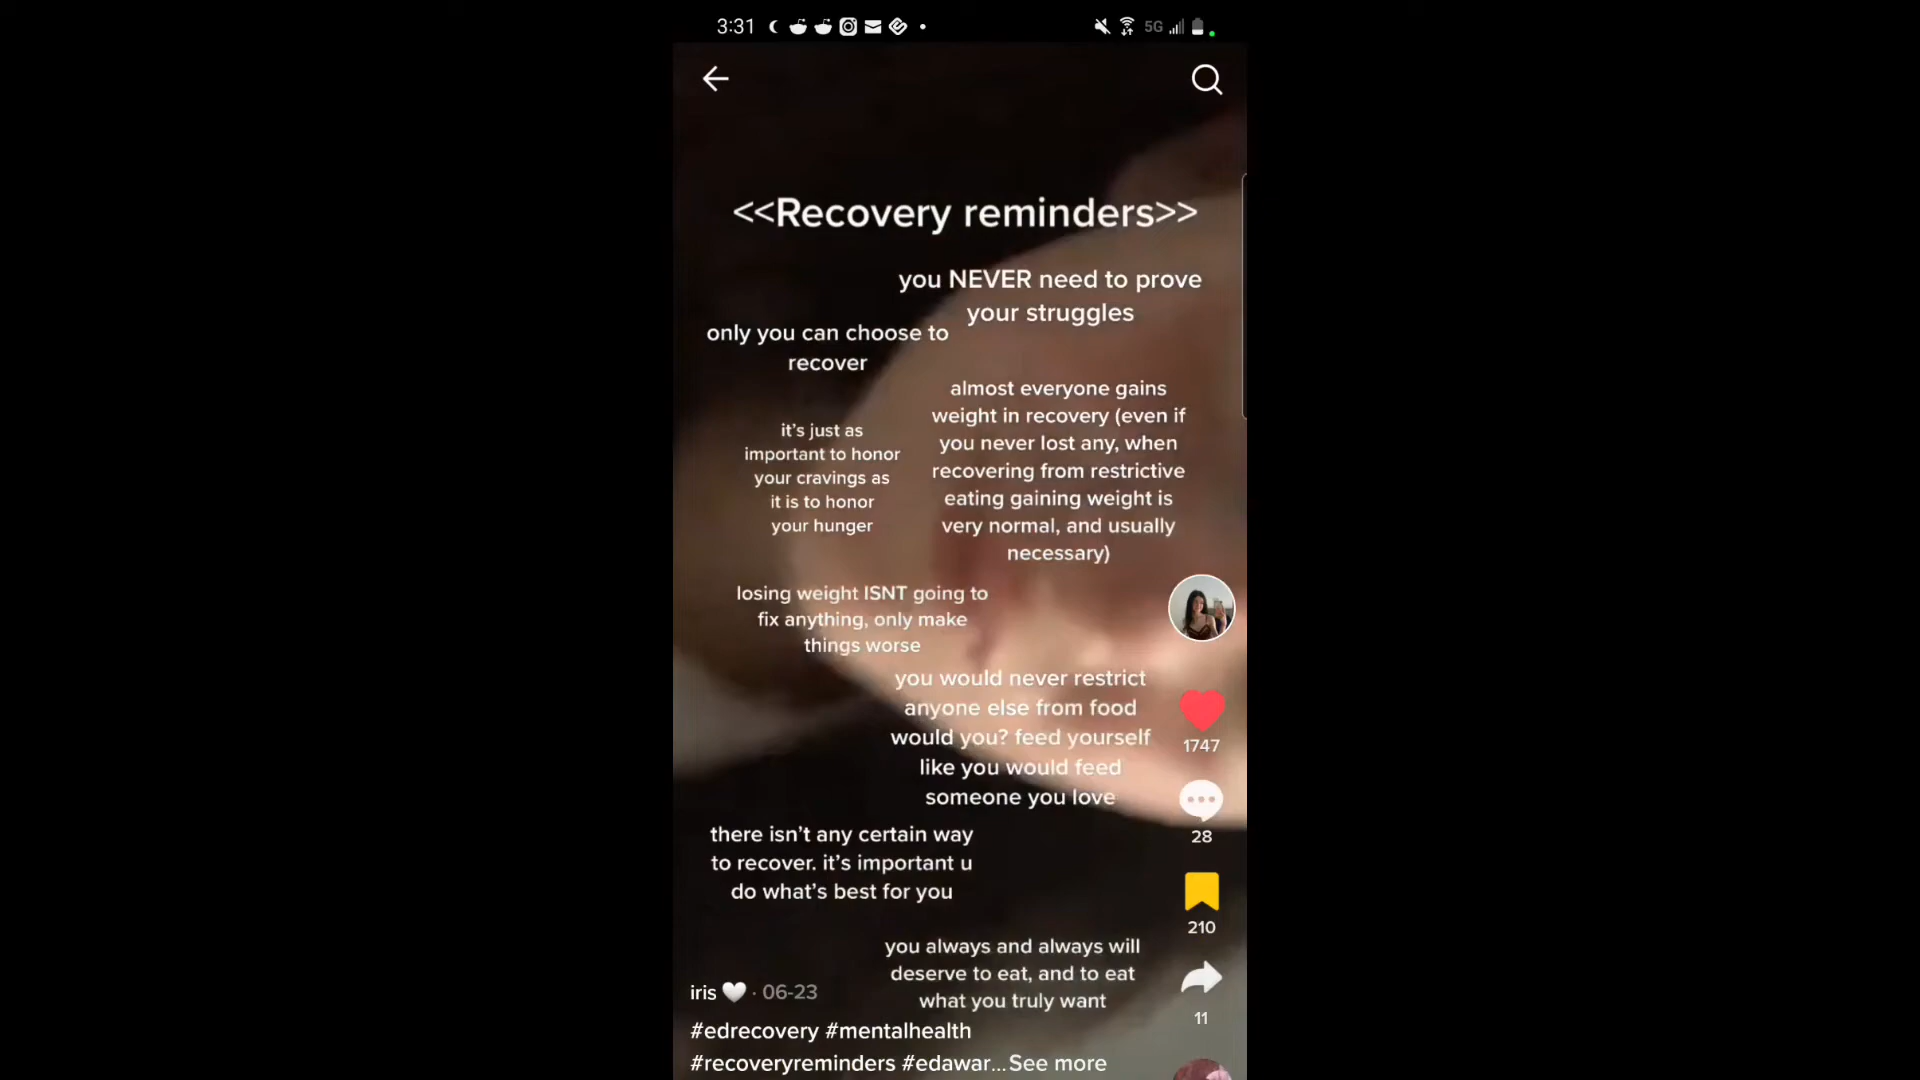 3:31
5G
<<Recovery reminders>>
you NEVER need to prove
your struggles
only you can choose to
recover
almost everyone gains
weight in recovery (even if
you never lost any, when
recovering from restrictive
eating gaining weight is
very normal, and usually
necessary)
it's just as
important to honor
your cravings as
it is to honor
your hunger
losing weight ISNT going to
fix anything, only make
things worse
you would never restrict
anyone else from food
would you? feed yourself
like you would feed
someone you love
1747
28
there isn't any certain way
to recover. it's important u
do what's best for you
210
you always and always will
deserve to eat, and to eat
what you truly want
iris 🤍 · 06-23
11
#edrecovery #mentalhealth
#recoveryreminders #edawar...See more